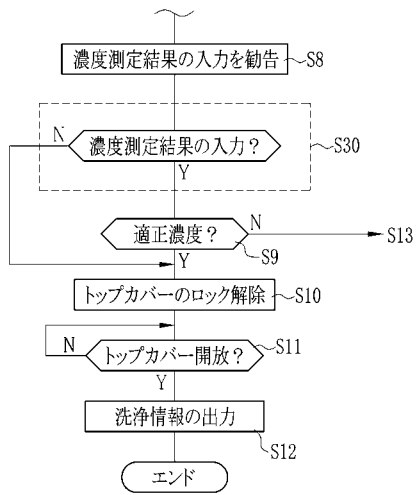 濃度測定結果の入力を勧告
S8
N
濃度測定結果の入力?
Y
S30
適正濃度?
N
S13
S9
Y
トップカバーのロック解除
S10
N
トップカバー開放?
S11
Y
洗浄情報の出力
S12
エンド